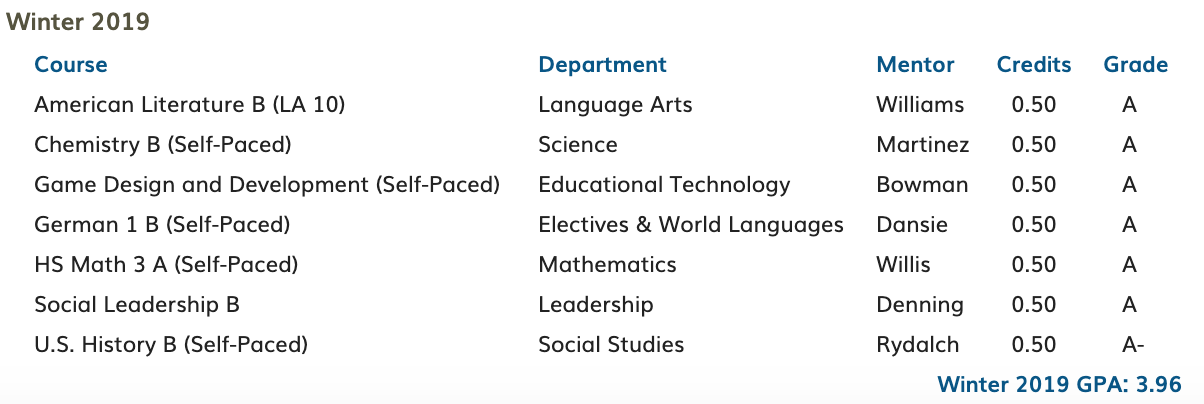 Winter 2019
Course Department Mentor Credits Grade
American Literature B (LA 10) Language Arts Williams 0.50 A
Chemistry B (Self-Paced) Science Martinez 0.50 A
Game Design and Development (Self-Paced) Educational Technology Bowman 0.50 A
German 1 B (Self-Paced) Electives & World Languages Dansie 0.50 A
HS Math 3 A (Self-Paced) Mathematics Willis 0.50 A
Social Leadership B Leadership Denning 0.50 A
U.S. History B (Self-Paced) Social Studies Rydalch 0.50 A-
Winter 2019 GPA: 3.96